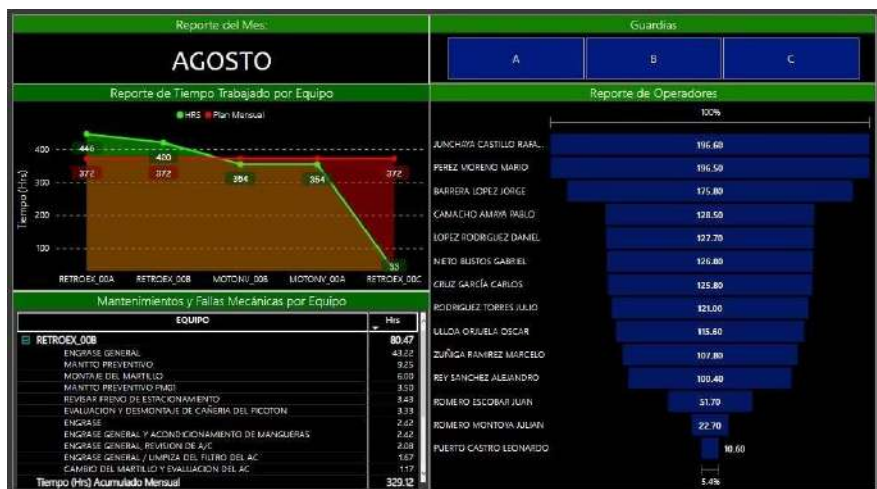 Reporte del Mes:
AGOSTO
Guardias
A
B
C
Reporte de Tiempo Trabajado por Equipo
HRS
Plan Mensual
Tiempo (Hrs)
400
300
200
100
446
420
354
354
33
372
372
372
RETROEX_00A
RETROEX_00B
MOTONV_00B
MOTONV_00A
RETROEX_00C
Mantenimientos y Fallas Mecánicas por Equipo
EQUIPO Hrs
RETROEX_00B 80.47
ENGRASE GENERAL 43.22
MANTTO PREVENTIVO 9.25
MONTAJE DEL MARTILLO 6.00
MANTTO PREVENTIVO PM01 3.50
REVISAR FRENO DE ESTACIONAMIENTO 3.43
EVALUACION Y DESMONTAJE DE CAÑERIA DEL PICOTON 3.33
ENGRASE 2.42
ENGRASE GENERAL Y ACONDICIONAMIENTO DE MANGUERAS 2.42
ENGRASE GENERAL, REVISION DE A/C 2.08
ENGRASE GENERAL / LIMPIZA DEL FILTRO DEL AC 1.67
CAMBIO DEL MARTILLO Y EVALUACION DEL AC 1.17
Tiempo (Hrs) Acumulado Mensual 329.12
Reporte de Operadores
100%
JUNCHAYA CASTILLO RAFA... 196.60
PEREZ MORENO MARIO 196.50
BARRERA LOPEZ JORGE 175.80
CAMACHO AMAYA PABLO 128.50
LOPEZ RODRIGUEZ DANIEL 127.70
NIETO BUSTOS GABRIEL 126.80
CRUZ GARCÍA CARLOS 125.80
RODRIGUEZ TORRES JULIO 121.00
ULLOA ORJUELA OSCAR 115.60
ZUÑIGA RAMIREZ MARCELO 107.80
REY SANCHEZ ALEJANDRO 100.40
ROMERO ESCOBAR JUAN 51.70
ROMERO MONTOYA JULIAN 22.70
PUERTO CASTRO LEONARDO 10.60
5.4%